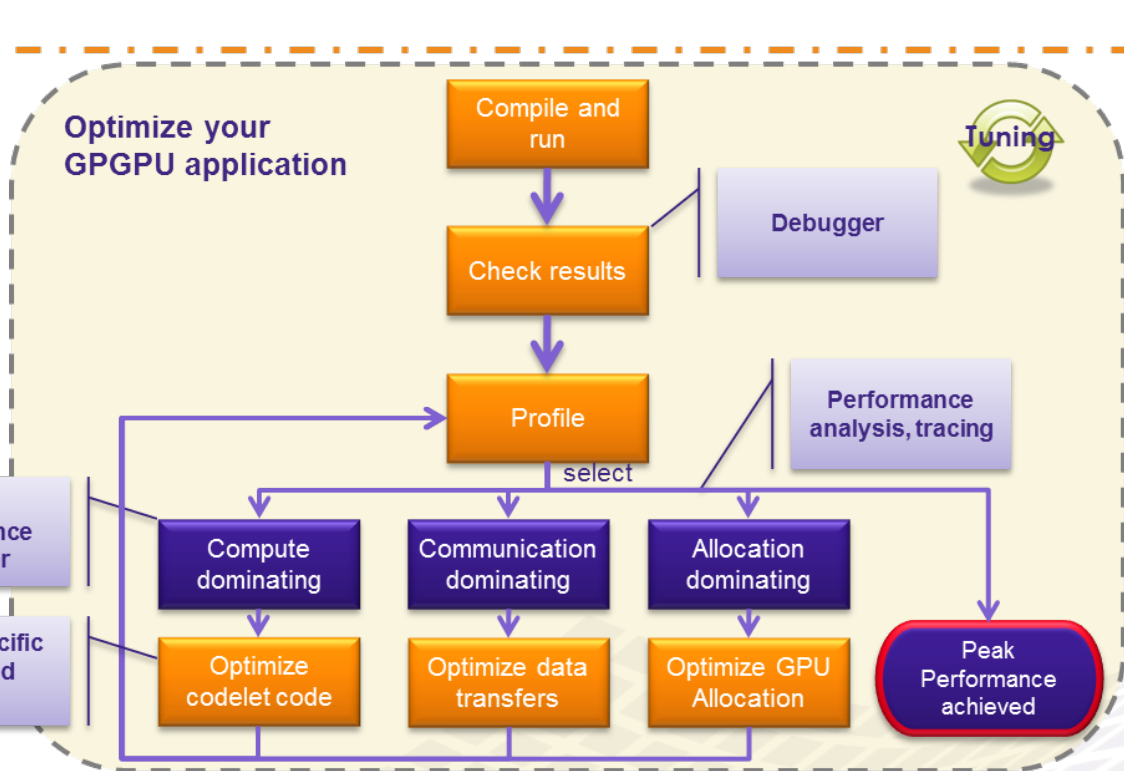 Optimize your
GPGPU application
Compile and
run
Tuning
Debugger
Check results
Performance
analysis, tracing
Profile
select
Compute
dominating
Communication
dominating
Allocation
dominating
Optimize
codelet code
Optimize data
transfers
Optimize GPU
Allocation
Peak
Performance
achieved